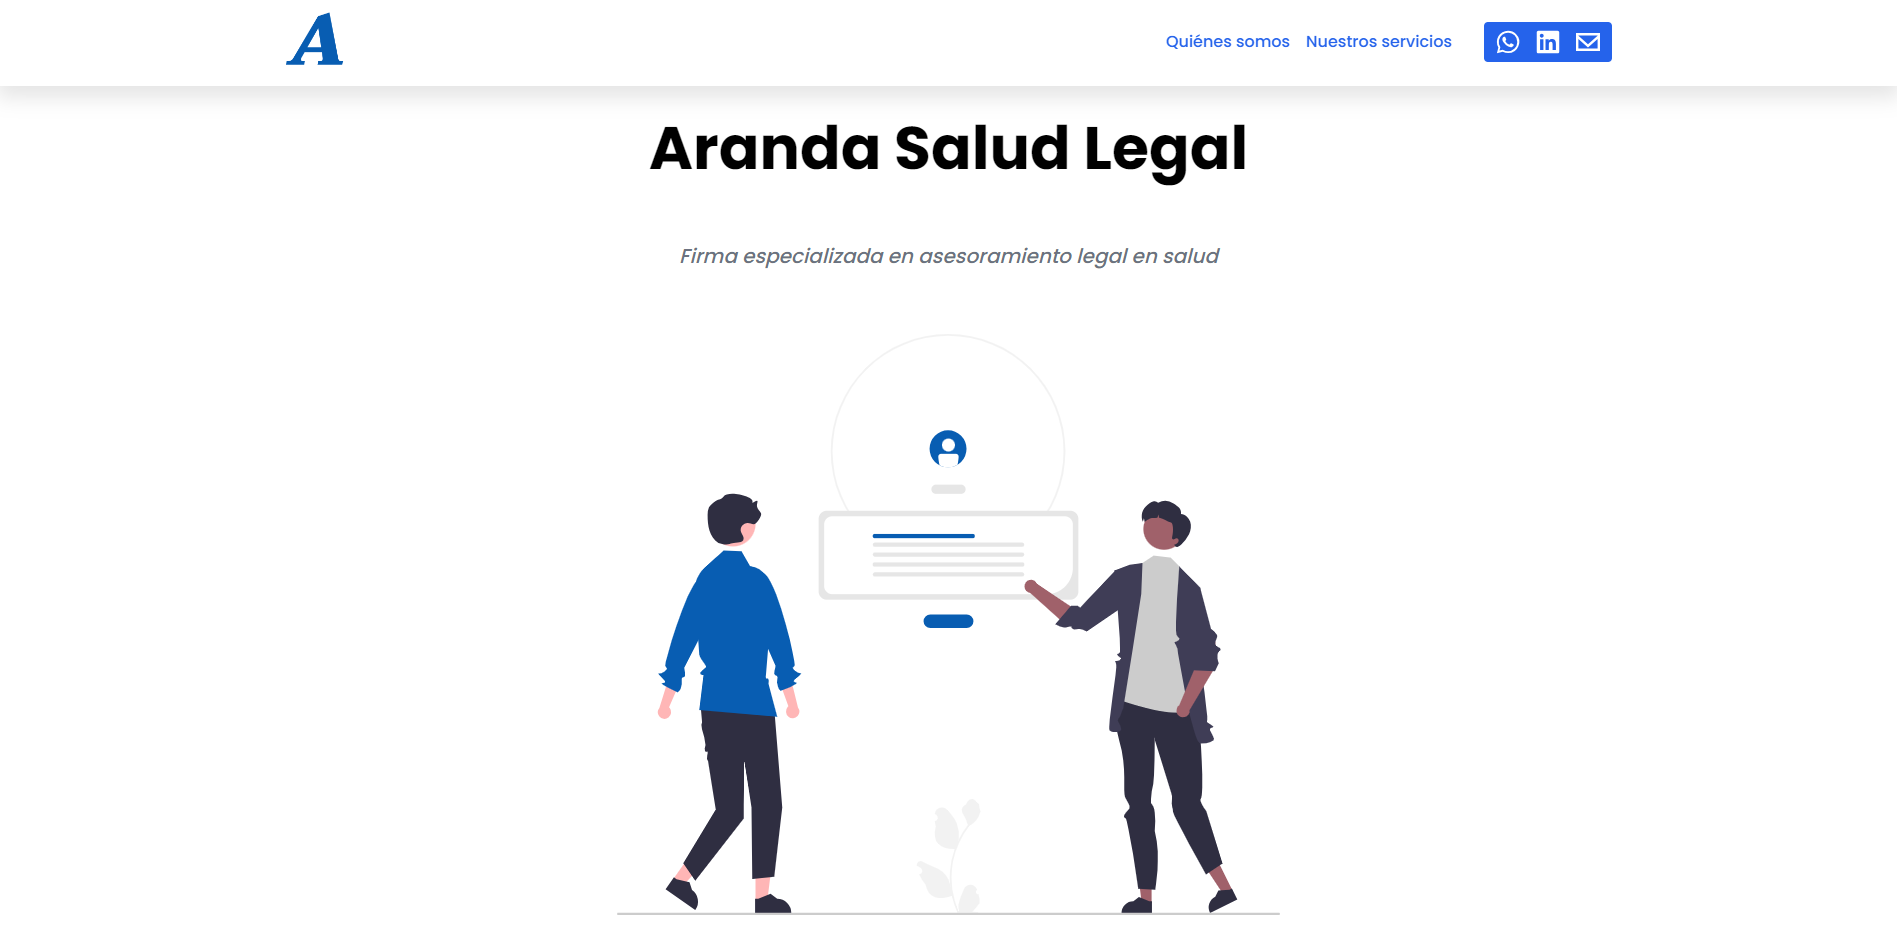 A
Quiénes somos Nuestros servicios
Aranda Salud Legal
Firma especializada en asesoramiento legal en salud